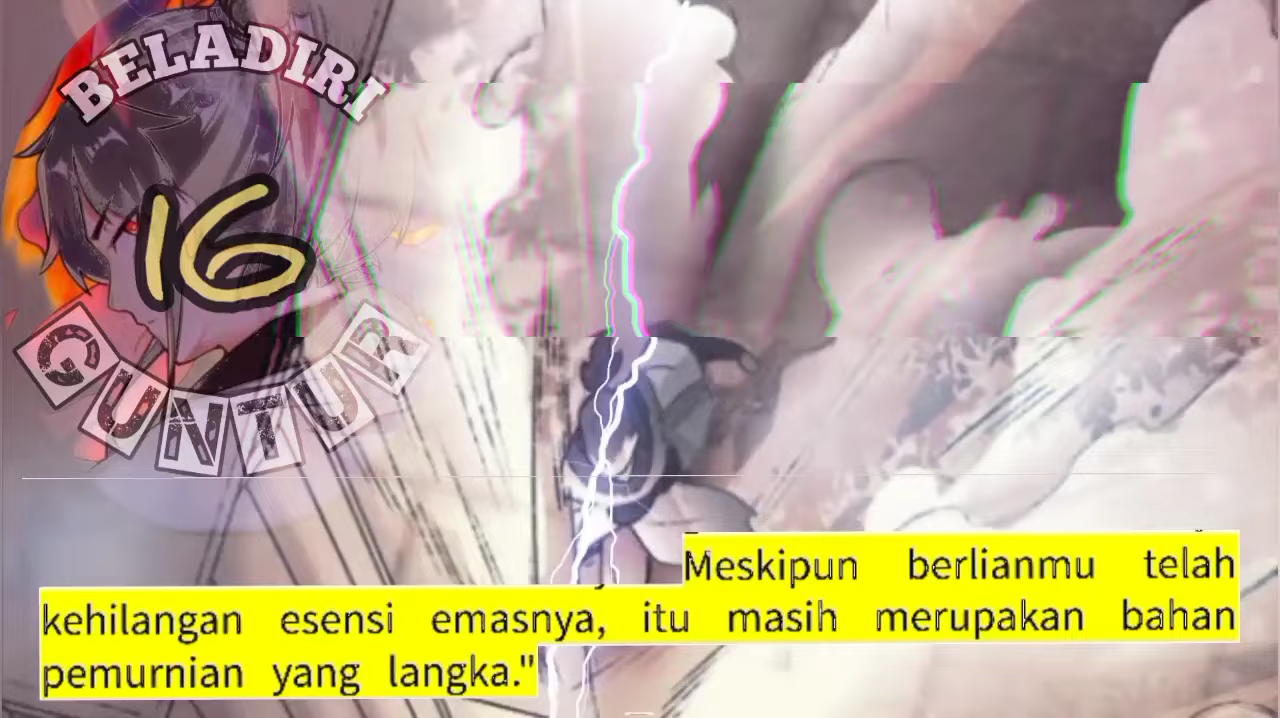 BELADIRI
16
GUNTUR
Meskipun berlianmu telah
kehilangan esensi emasnya, itu masih merupakan bahan
pemurnian yang langka."